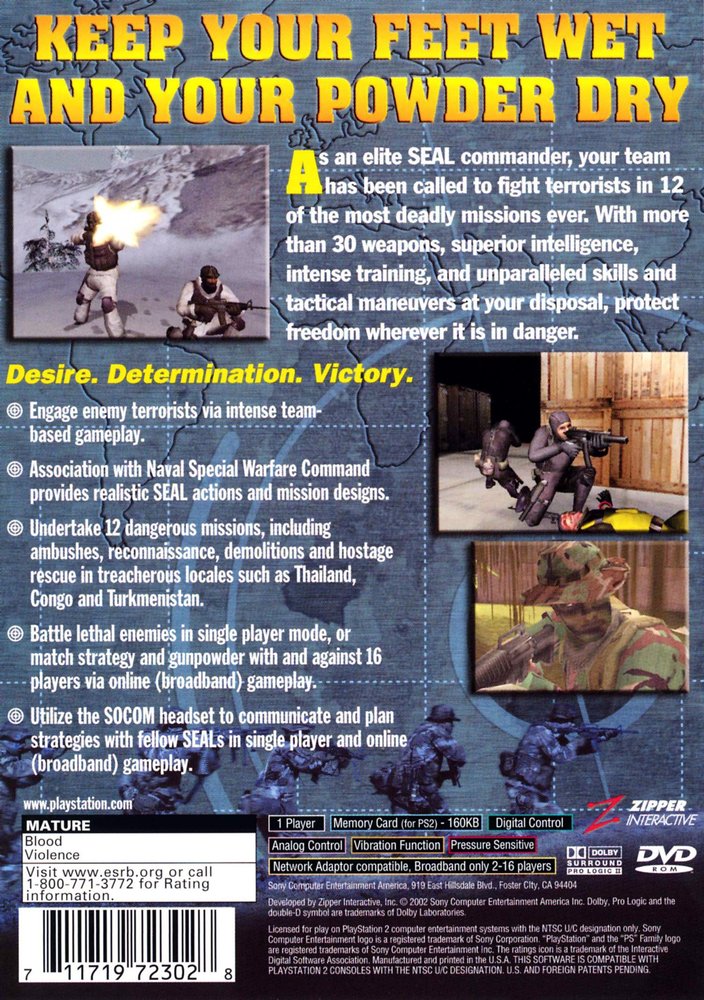 KEEP YOUR FEET WET
AND YOUR POWDER DRY
As an elite SEAL commander, your team
has been called to fight terrorists in 12
of the most deadly missions ever. With more
than 30 weapons, superior intelligence,
intense training, and unparalleled skills and
tactical maneuvers at your disposal, protect
freedom wherever it is in danger.
Desire. Determination. Victory.
Engage enemy terrorists via intense team-
based gameplay.
Association with Naval Special Warfare Command
provides realistic SEAL actions and mission designs.
Undertake 12 dangerous missions, including
ambushes, reconnaissance, demolitions and hostage
rescue in treacherous locales such as Thailand,
Congo and Turkmenistan.
Battle lethal enemies in single player mode, or
match strategy and gunpowder with and against 16
players via online (broadband) gameplay.
Utilize the SOCOM headset to communicate and plan
strategies with fellow SEALs in single player and online
(broadband) gameplay.
www.playstation.com
MATURE
Blood
Violence
Visit www.esrb.org or call
1-800-771-3772 for Rating
information.
7 11719 72302 8
1 Player Memory Card (for PS2) - 160KB Digital Control
Analog Control Vibration Function Pressure Sensitive
Network Adaptor compatible, Broadband only 2-16 players
Z ZIPPER
INTERACTIVE
DOLBY
SURROUND
PRO LOGIC II
DVD
ROM
Sony Computer Entertainment America, 919 East Hillsdale Blvd., Foster City, CA 94404
Developed by Zipper Interactive, Inc. © 2002 Sony Computer Entertainment America Inc. Dolby, Pro Logic and the
double-D symbol are trademarks of Dolby Laboratories.
Licensed for play on PlayStation 2 computer entertainment systems with the NTSC U/C designation only. Sony
Computer Entertainment logo is a registered trademark of Sony Corporation. "PlayStation" and the "PS" Family logo
are registered trademarks of Sony Computer Entertainment Inc. The ratings icon is a trademark of the Interactive
Digital Software Association. Manufactured and printed in the U.S.A. THIS SOFTWARE IS COMPATIBLE WITH
PLAYSTATION 2 CONSOLES WITH THE NTSC U/C DESIGNATION. U.S. AND FOREIGN PATENTS PENDING.